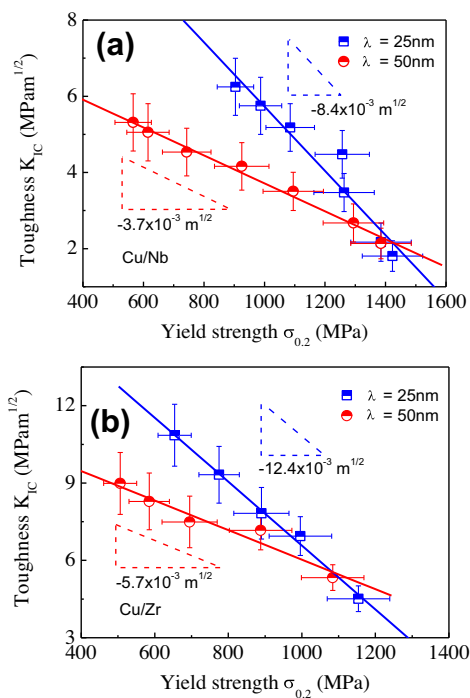 (a)
λ = 25nm
λ = 50nm
-8.4x10⁻³ m^1/2
-3.7x10⁻³ m^1/2
Cu/Nb
Toughness K_IC (MPam^1/2)
8
6
4
2
400 600 800 1000 1200 1400 1600
Yield strength σ_0.2 (MPa)
(b)
λ = 25nm
λ = 50nm
-12.4x10⁻³ m^1/2
-5.7x10⁻³ m^1/2
Cu/Zr
Toughness K_IC (MPam^1/2)
12
9
6
3
400 600 800 1000 1200 1400
Yield strength σ_0.2 (MPa)